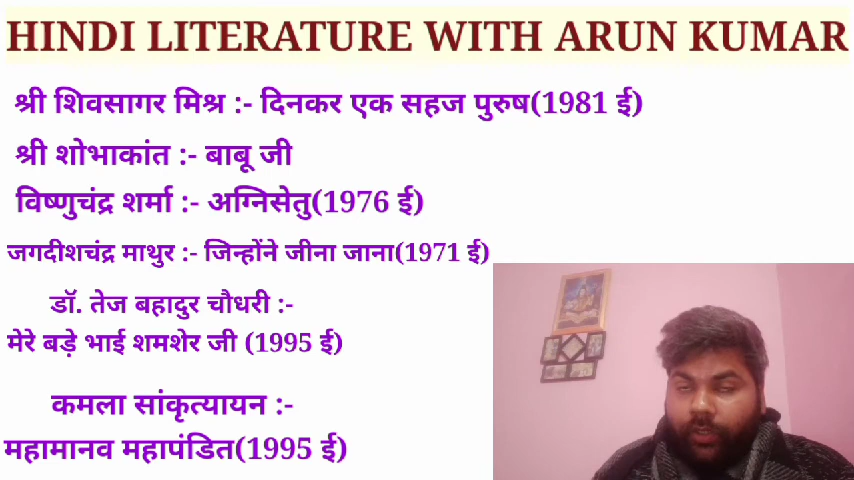 HINDI LITERATURE WITH ARUN KUMAR
श्री शिवसागर मिश्र :- दिनकर एक सहज पुरुष(1981 ई)
श्री शोभाकांत :- बाबू जी
विष्णुचंद्र शर्मा :- अग्निसेतु(1976 ई)
जगदीशचंद्र माथुर :- जिन्होंने जीना जाना(1971 ई)
डॉ. तेज बहादुर चौधरी :-
मेरे बड़े भाई शमशेर जी (1995 ई)
कमला सांकृत्यायन :-
महामानव महापंडित(1995 ई)